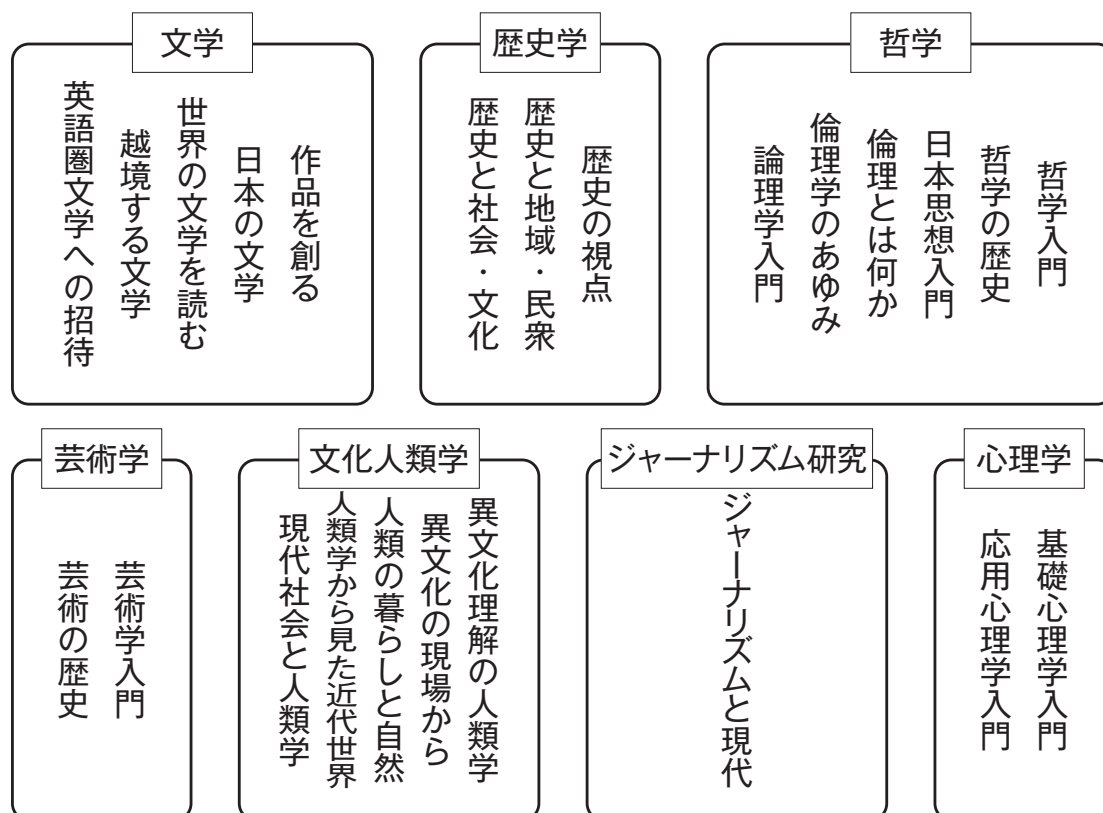 哲学
哲学入門
哲学の歴史
日本思想入門
倫理とは何か
倫理学のあゆみ
論理学入門
歴史学
歴史の視点
歴史と地域・民衆
歴史と社会・文化
文学
作品を創る
日本の文学
世界の文学を読む
越境する文学
英語圏文学への招待
心理学
基礎心理学入門
応用心理学入門
ジャーナリズム研究
ジャーナリズムと現代
文化人類学
異文化理解の人類学
異文化の現場から
人類の暮らしと自然
人類学から見た近代世界
現代社会と人類学
芸術学
芸術学入門
芸術の歴史